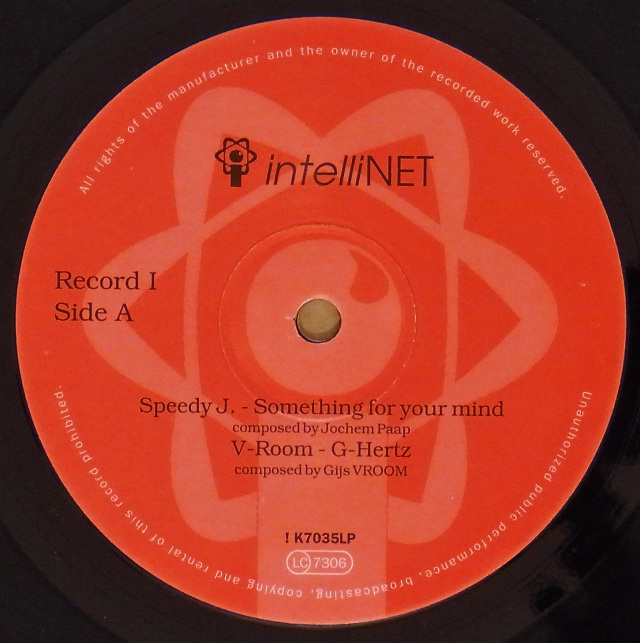 All rights of the manufacturer and the owner of the recorded work reserved.
intelliNET
Record I
Side A
Speedy J. - Something for your mind
composed by Jochem Paap
V-Room - G-Hertz
composed by Gijs VROOM
! K7035LP
LC 7306
Unauthorized public performance, broadcasting, copying and rental of this record prohibited.